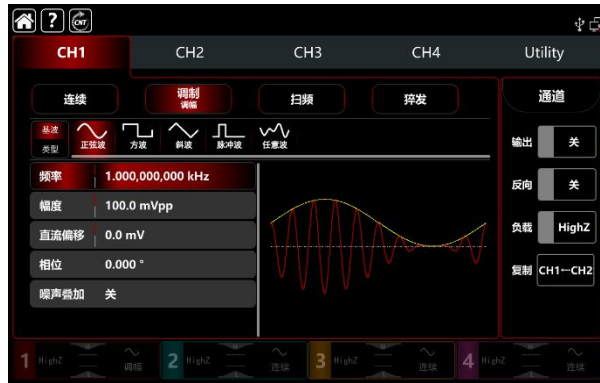 ? CNT
CH1 CH2 CH3 CH4 Utility
连续 调制 扫频 猝发 通道
调幅
基波
类型 正弦波 方波 斜波 脉冲波 任意波
输出 关
频率 1.000,000,000 kHz
幅度 100.0 mVpp
反向 关
直流偏移 0.0 mV
负载 HighZ
相位 0.000 °
复制 CH1←CH2
噪声叠加 关
1 HighZ 调幅 2 HighZ 连续 3 HighZ 连续 4 HighZ 连续